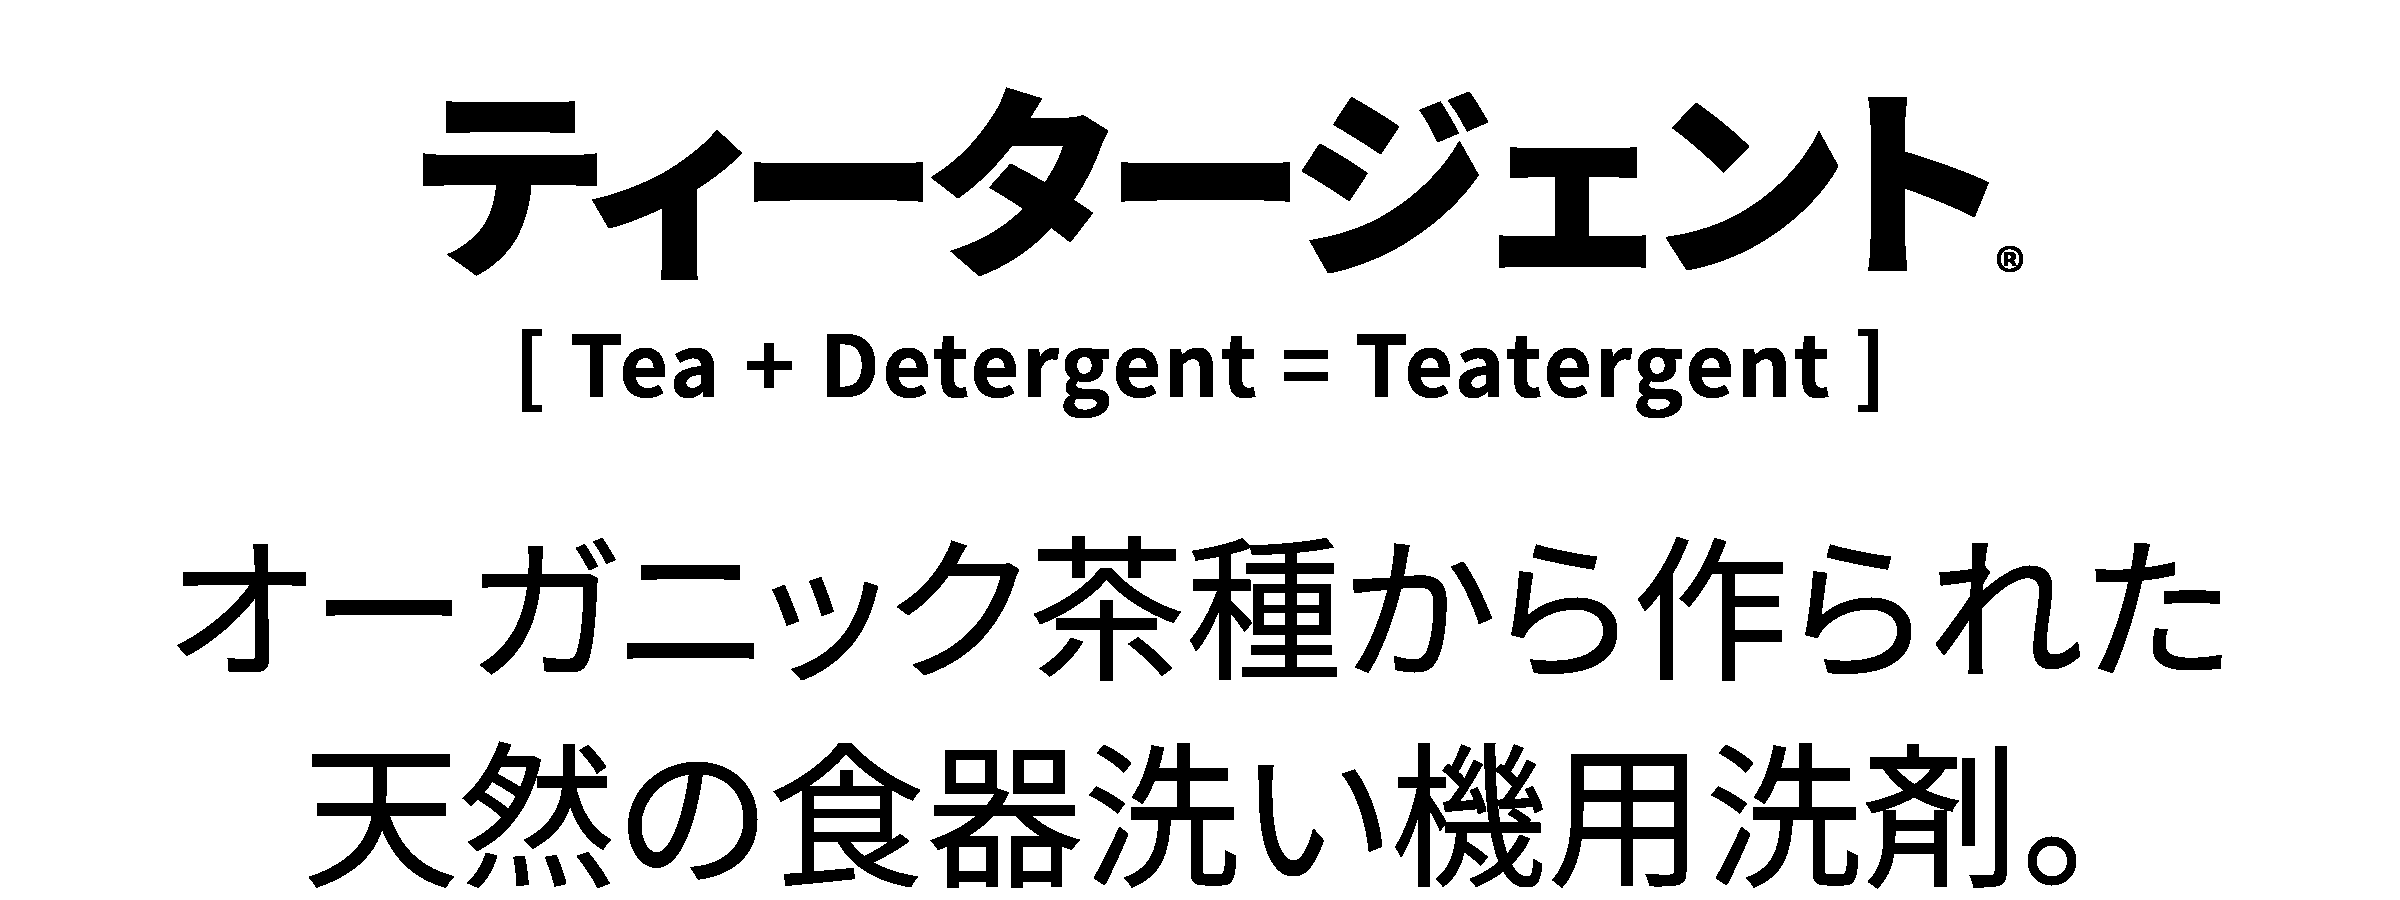 ティータージェント®
[ Tea + Detergent = Teatergent ]
オーガニック茶種から作られた
天然の食器洗い機用洗剤。